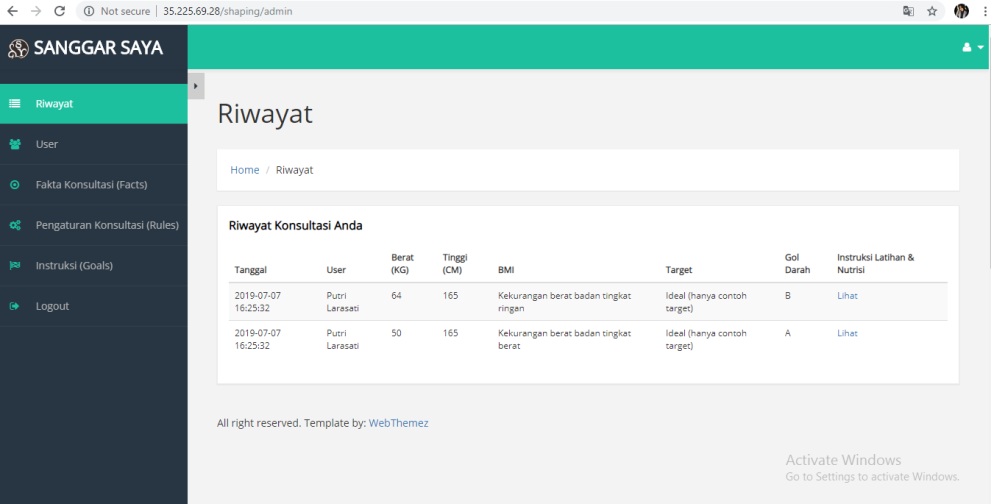 Not secure | 35.225.69.28/shaping/admin
SANGGAR SAYA
Riwayat
User
Fakta Konsultasi (Facts)
Pengaturan Konsultasi (Rules)
Instruksi (Goals)
Logout
Riwayat
Home / Riwayat
Riwayat Konsultasi Anda
Tanggal User Berat (KG) Tinggi (CM) BMI Target Gol Darah Instruksi Latihan & Nutrisi
2019-07-07 16:25:32 Putri Larasati 64 165 Kekurangan berat badan tingkat ringan Ideal (hanya contoh target) B Lihat
2019-07-07 16:25:32 Putri Larasati 50 165 Kekurangan berat badan tingkat berat Ideal (hanya contoh target) A Lihat
All right reserved. Template by: WebThemez
Activate Windows
Go to Settings to activate Windows.